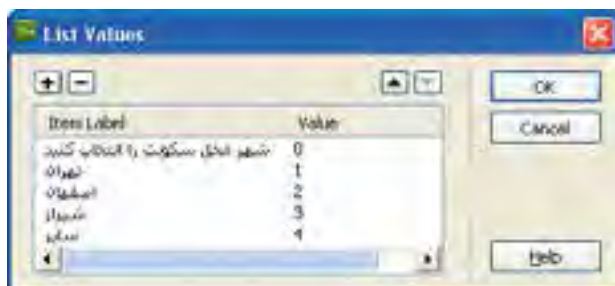 List Values
OK
Item Label Value
Cancel
شهر محل سکونت را انتخاب کنید 0
تهران 1
اصفهان 2
شیراز 3
سایر 4
Help